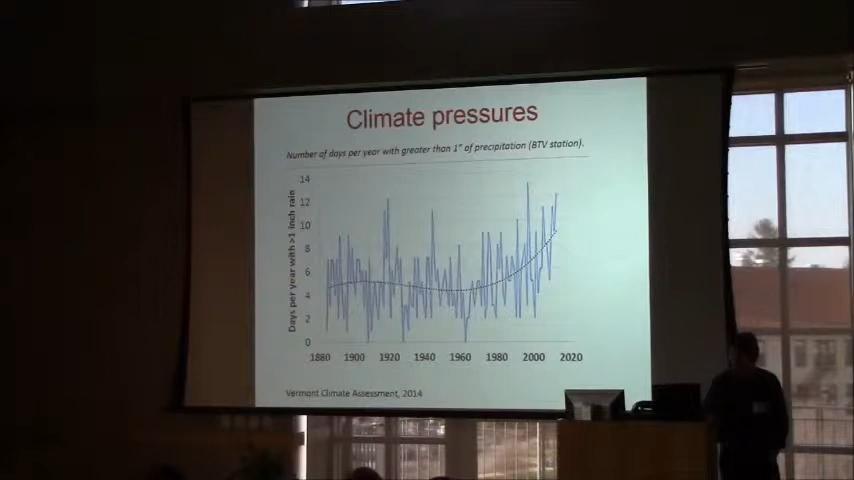 Climate pressures
Number of days per year with greater than 1" of precipitation (BTV station).
Days per year with >1 inch rain
14
12
10
8
6
4
2
0
1880 1900 1920 1940 1960 1980 2000 2020
Vermont Climate Assessment, 2014